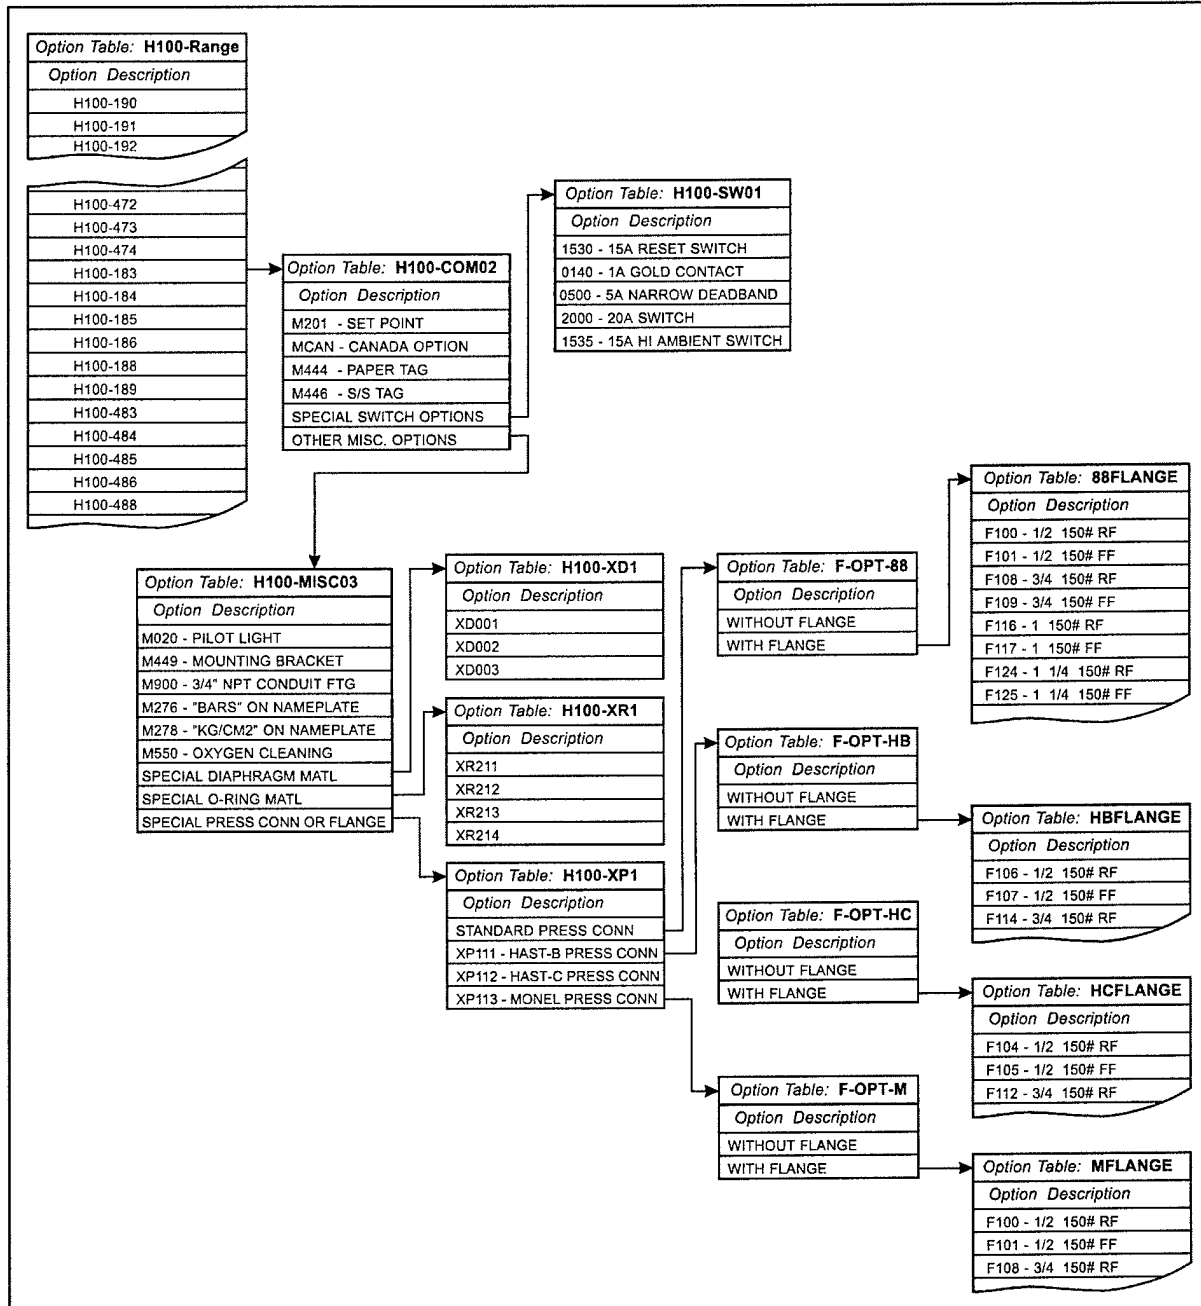 Option Table: H100-Range
Option Description
H100-190
H100-191
H100-192
H100-472
H100-473
H100-474
H100-183
H100-184
H100-185
H100-186
H100-188
H100-189
H100-483
H100-484
H100-485
H100-486
H100-488
Option Table: H100-COM02
Option Description
M201 - SET POINT
MCAN - CANADA OPTION
M444 - PAPER TAG
M446 - S/S TAG
SPECIAL SWITCH OPTIONS
OTHER MISC. OPTIONS
Option Table: H100-SW01
Option Description
1530 - 15A RESET SWITCH
0140 - 1A GOLD CONTACT
0500 - 5A NARROW DEADBAND
2000 - 20A SWITCH
1535 - 15A HI AMBIENT SWITCH
Option Table: H100-MISC03
Option Description
M020 - PILOT LIGHT
M449 - MOUNTING BRACKET
M900 - 3/4" NPT CONDUIT FTG
M276 - "BARS" ON NAMEPLATE
M278 - "KG/CM2" ON NAMEPLATE
M550 - OXYGEN CLEANING
SPECIAL DIAPHRAGM MATL
SPECIAL O-RING MATL
SPECIAL PRESS CONN OR FLANGE
Option Table: H100-XD1
Option Description
XD001
XD002
XD003
Option Table: H100-XR1
Option Description
XR211
XR212
XR213
XR214
Option Table: H100-XP1
Option Description
STANDARD PRESS CONN
XP111 - HAST-B PRESS CONN
XP112 - HAST-C PRESS CONN
XP113 - MONEL PRESS CONN
Option Table: F-OPT-88
Option Description
WITHOUT FLANGE
WITH FLANGE
Option Table: F-OPT-HB
Option Description
WITHOUT FLANGE
WITH FLANGE
Option Table: F-OPT-HC
Option Description
WITHOUT FLANGE
WITH FLANGE
Option Table: F-OPT-M
Option Description
WITHOUT FLANGE
WITH FLANGE
Option Table: 88FLANGE
Option Description
F100 - 1/2 150# RF
F101 - 1/2 150# FF
F108 - 3/4 150# RF
F109 - 3/4 150# FF
F116 - 1 150# RF
F117 - 1 150# FF
F124 - 1 1/4 150# RF
F125 - 1 1/4 150# FF
Option Table: HBFLANGE
Option Description
F106 - 1/2 150# RF
F107 - 1/2 150# FF
F114 - 3/4 150# RF
Option Table: HCFLANGE
Option Description
F104 - 1/2 150# RF
F105 - 1/2 150# FF
F112 - 3/4 150# RF
Option Table: MFLANGE
Option Description
F100 - 1/2 150# RF
F101 - 1/2 150# FF
F108 - 3/4 150# RF